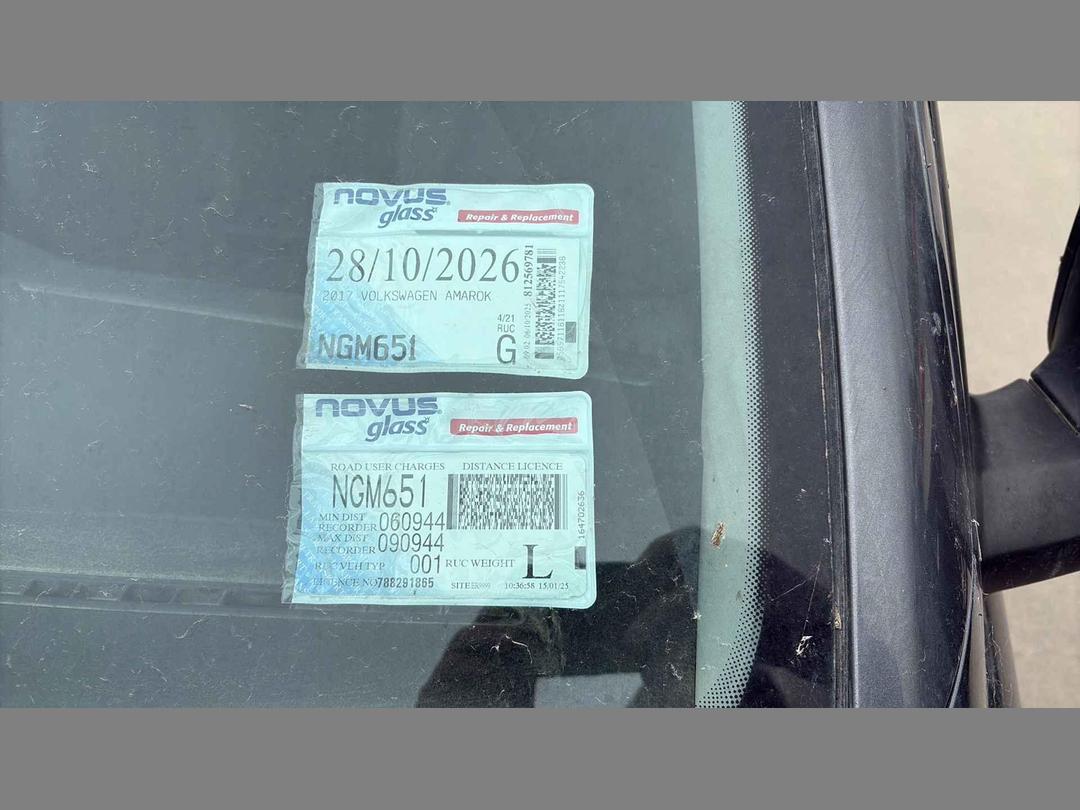 novus
glass
Repair & Replacement
28/10/2026
2017 VOLKSWAGEN AMAROK
4/21
RUC
NGM651
G
812569781
novus
glass
Repair & Replacement
ROAD USER CHARGES DISTANCE LICENCE
NGM651
MIN DIST
RECORDER 060944
MAX DIST
RECORDER 090944
RUC VEH TYP 001 RUC WEIGHT L
LICENCE NO 788291865 10:36:58 15/01/25
164702636